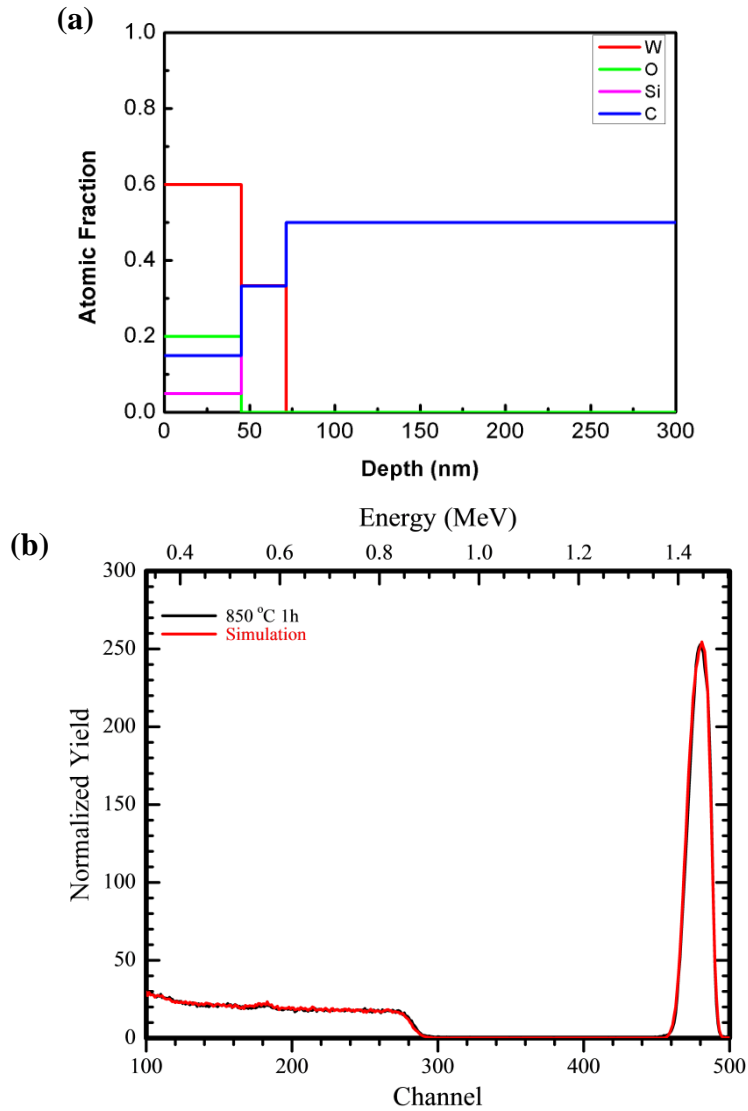 (a)
W
O
Si
C
1.0
0.8
0.6
0.4
0.2
0.0
Atomic Fraction
0 50 100 150 200 250 300
Depth (nm)
(b)
Energy (MeV)
0.4 0.6 0.8 1.0 1.2 1.4
850 °C 1h
Simulation
300
250
200
150
100
50
0
Normalized Yield
100 200 300 400 500
Channel